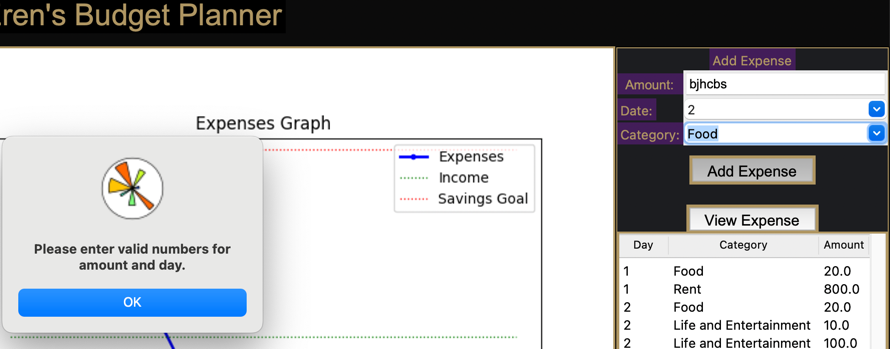 ren's Budget Planner
Add Expense
Amount: bjhcbs
Date: 2
Category: Food
Add Expense
View Expense
Day Category Amount
1 Food 20.0
1 Rent 800.0
2 Food 20.0
2 Life and Entertainment 10.0
2 Life and Entertainment 100.0
Expenses Graph
Expenses
Income
Savings Goal
Please enter valid numbers for
amount and day.
OK